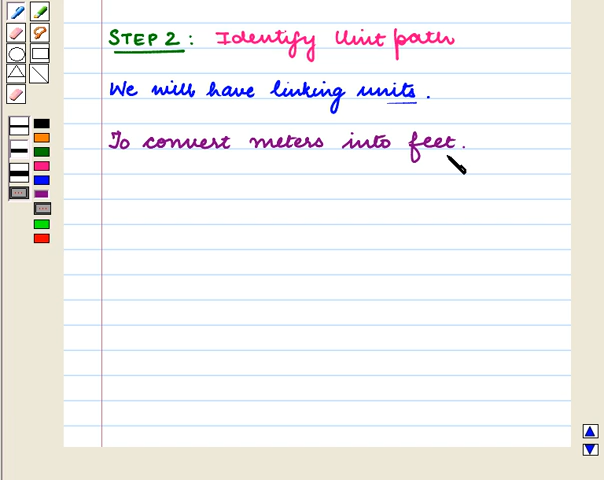 STEP 2 : Identify Unit path
We will have linking units.
To convert meters into feet.